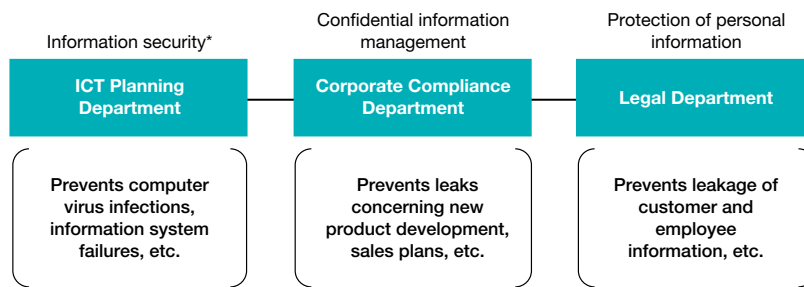 Information security*
ICT Planning
Department
Prevents computer
virus infections,
information system
failures, etc.
Confidential information
management
Corporate Compliance
Department
Prevents leaks
concerning new
product development,
sales plans, etc.
Protection of personal
information
Legal Department
Prevents leakage of
customer and
employee
information, etc.